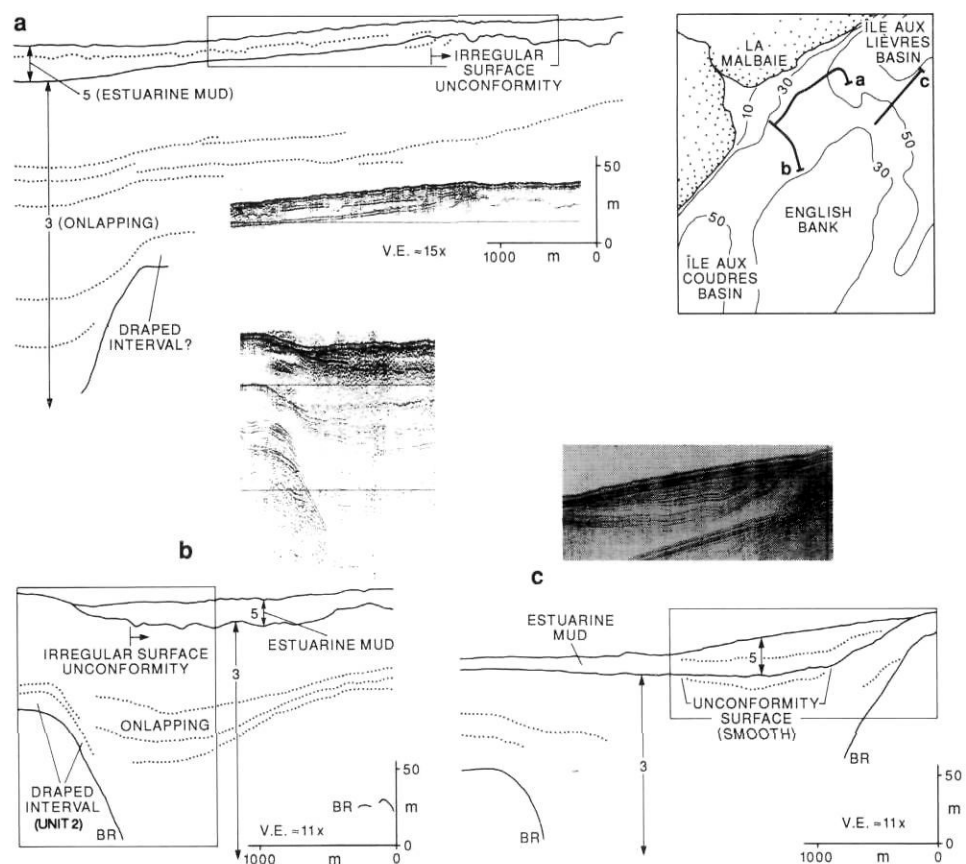 a
IRREGULAR
SURFACE
UNCONFORMITY
5 (ESTUARINE MUD)
3 (ONLAPPING)
DRAPED
INTERVAL?
50
m
0
V.E. ≈15x
1000
m
0
LA
MALBAIE
ÎLE AUX
LIÈVRES
BASIN
a
c
10
30
b
50
30
ENGLISH
BANK
50
ÎLE AUX
COUDRES
BASIN
b
5
ESTUARINE MUD
IRREGULAR SURFACE
UNCONFORMITY
3
ONLAPPING
DRAPED
INTERVAL
(UNIT 2)
BR
BR
50
m
0
V.E. ≈11x
1000
m
0
c
ESTUARINE
MUD
5
UNCONFORMITY
SURFACE
(SMOOTH)
3
BR
BR
50
m
0
V.E. ≈11x
1000
m
0